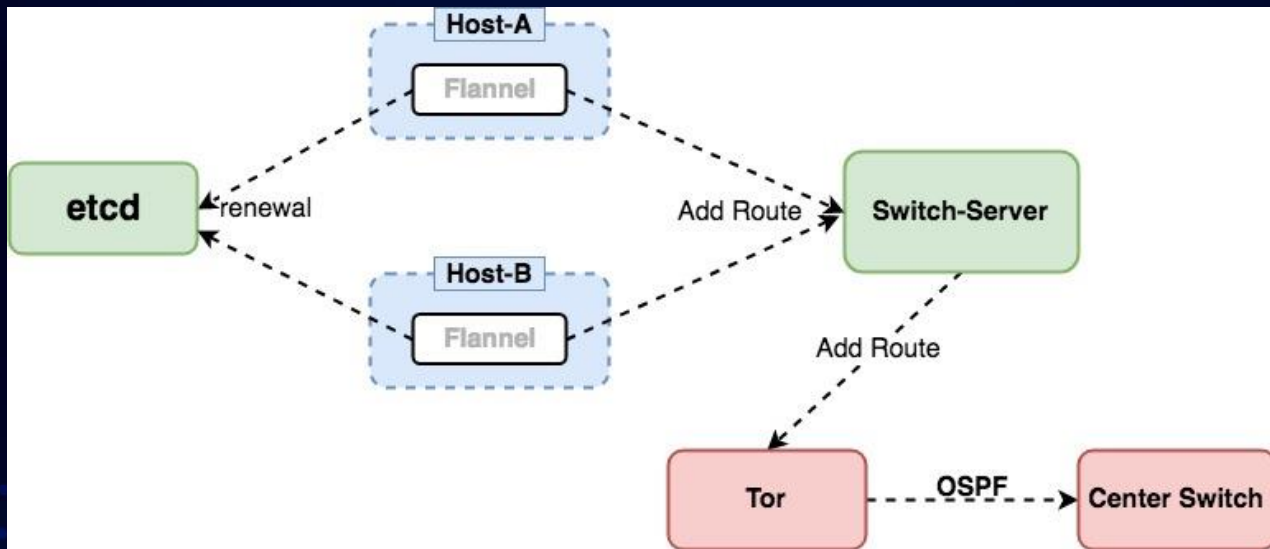 Host-A
Flannel
etcd
renewal
Add Route
Switch-Server
Host-B
Flannel
Add Route
Tor
OSPF
Center Switch